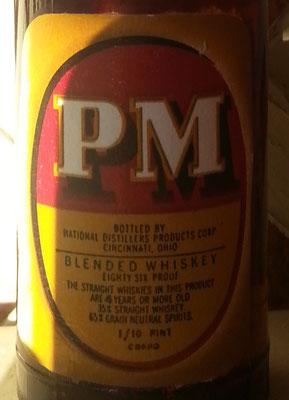 PM
BOTTLED BY
NATIONAL DISTILLERS PRODUCTS CORP.
CINCINNATI, OHIO
BLENDED WHISKEY
EIGHTY SIX PROOF
THE STRAIGHT WHISKIES IN THIS PRODUCT
ARE 4 YEARS OR MORE OLD
35% STRAIGHT WHISKEY.
65% GRAIN NEUTRAL SPIRITS.
1/10 PINT